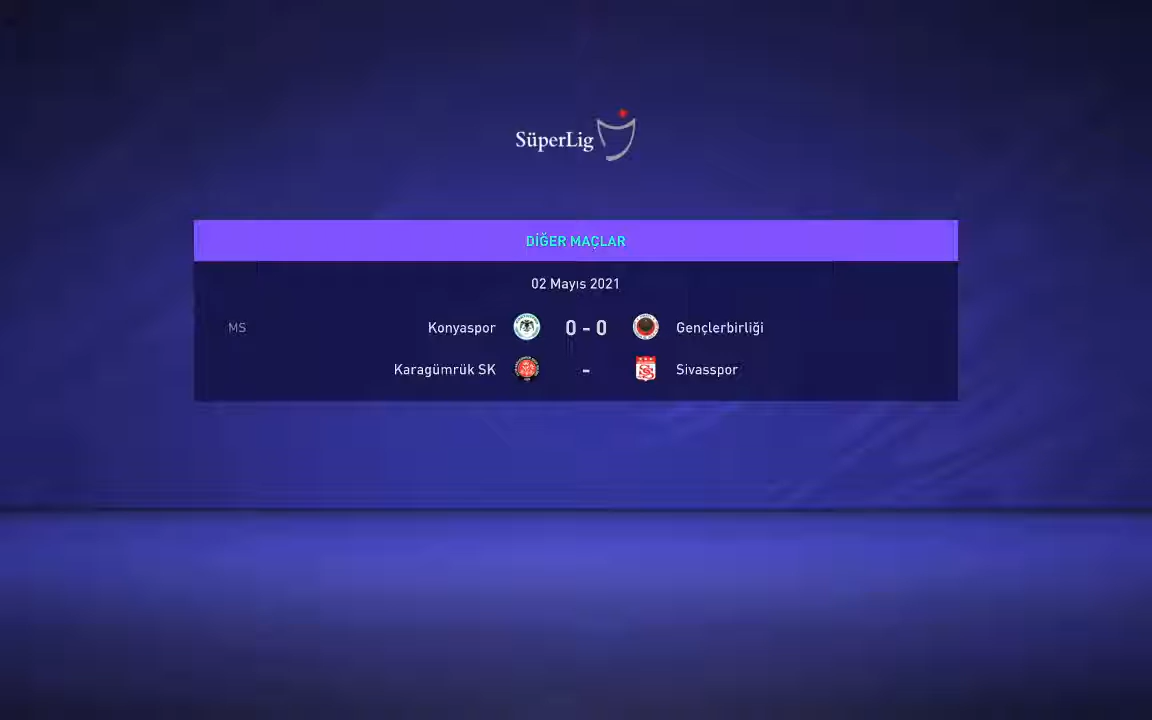 SüperLig
DİĞER MAÇLAR
02 Mayıs 2021
MS Konyaspor 0 - 0 Gençlerbirliği
Karagümrük SK - Sivasspor